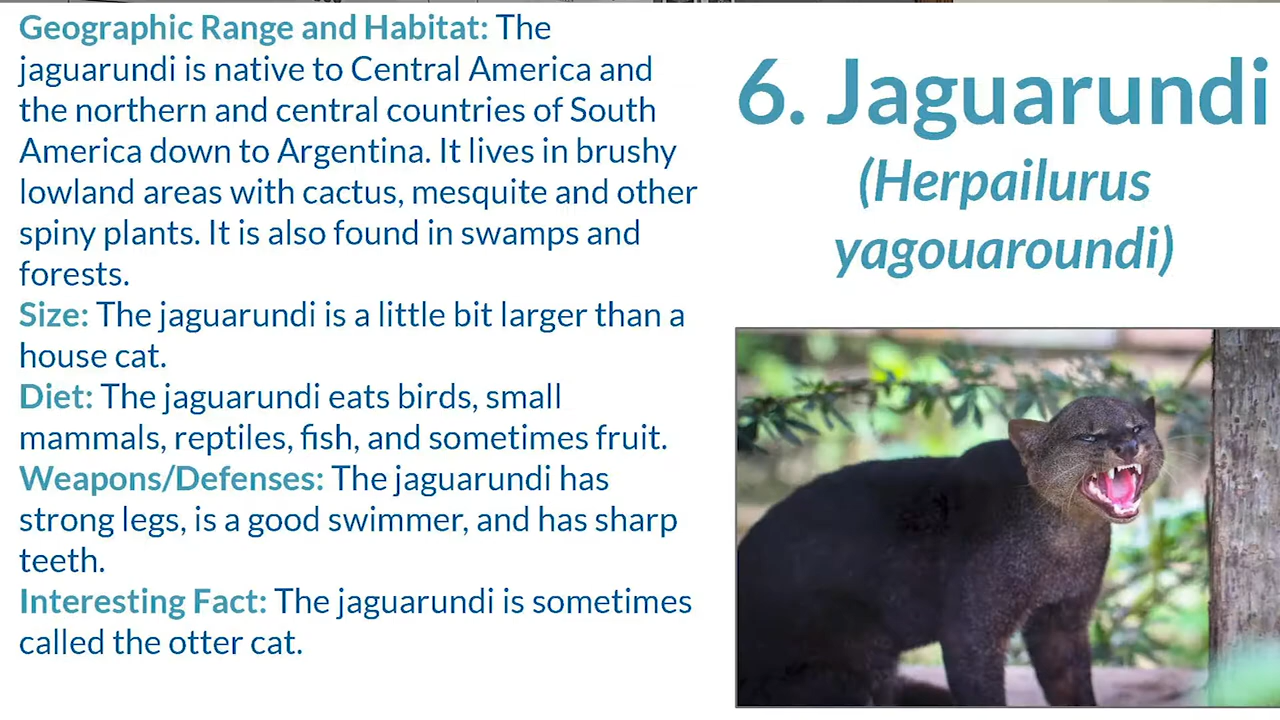 Geographic Range and Habitat: The
jaguarundi is native to Central America and
the northern and central countries of South
America down to Argentina. It lives in brushy
lowland areas with cactus, mesquite and other
spiny plants. It is also found in swamps and
forests.
Size: The jaguarundi is a little bit larger than a
house cat.
Diet: The jaguarundi eats birds, small
mammals, reptiles, fish, and sometimes fruit.
Weapons/Defenses: The jaguarundi has
strong legs, is a good swimmer, and has sharp
teeth.
Interesting Fact: The jaguarundi is sometimes
called the otter cat.
6. Jaguarundi
(Herpailurus
yagouaroundi)